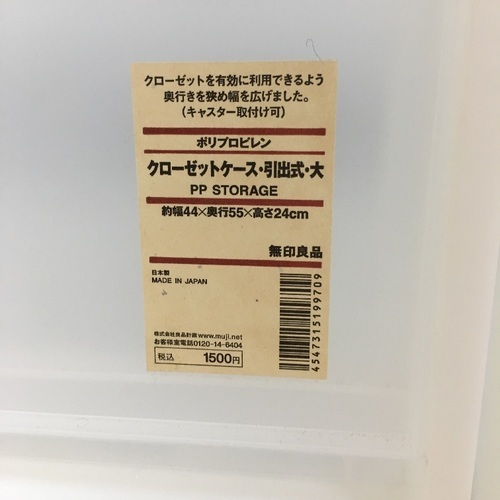 クローゼットを有効に利用できるよう
奥行きを狭め幅を広げました。
（キャスター取付け可）
ポリプロピレン
クローゼットケース・引出式・大
PP STORAGE
約幅44×奥行55×高さ24cm
無印良品
日本製
MADE IN JAPAN
株式会社良品計画 www.muji.net
お客様室電話0120-14-6404
税込 1500円
4547315199709